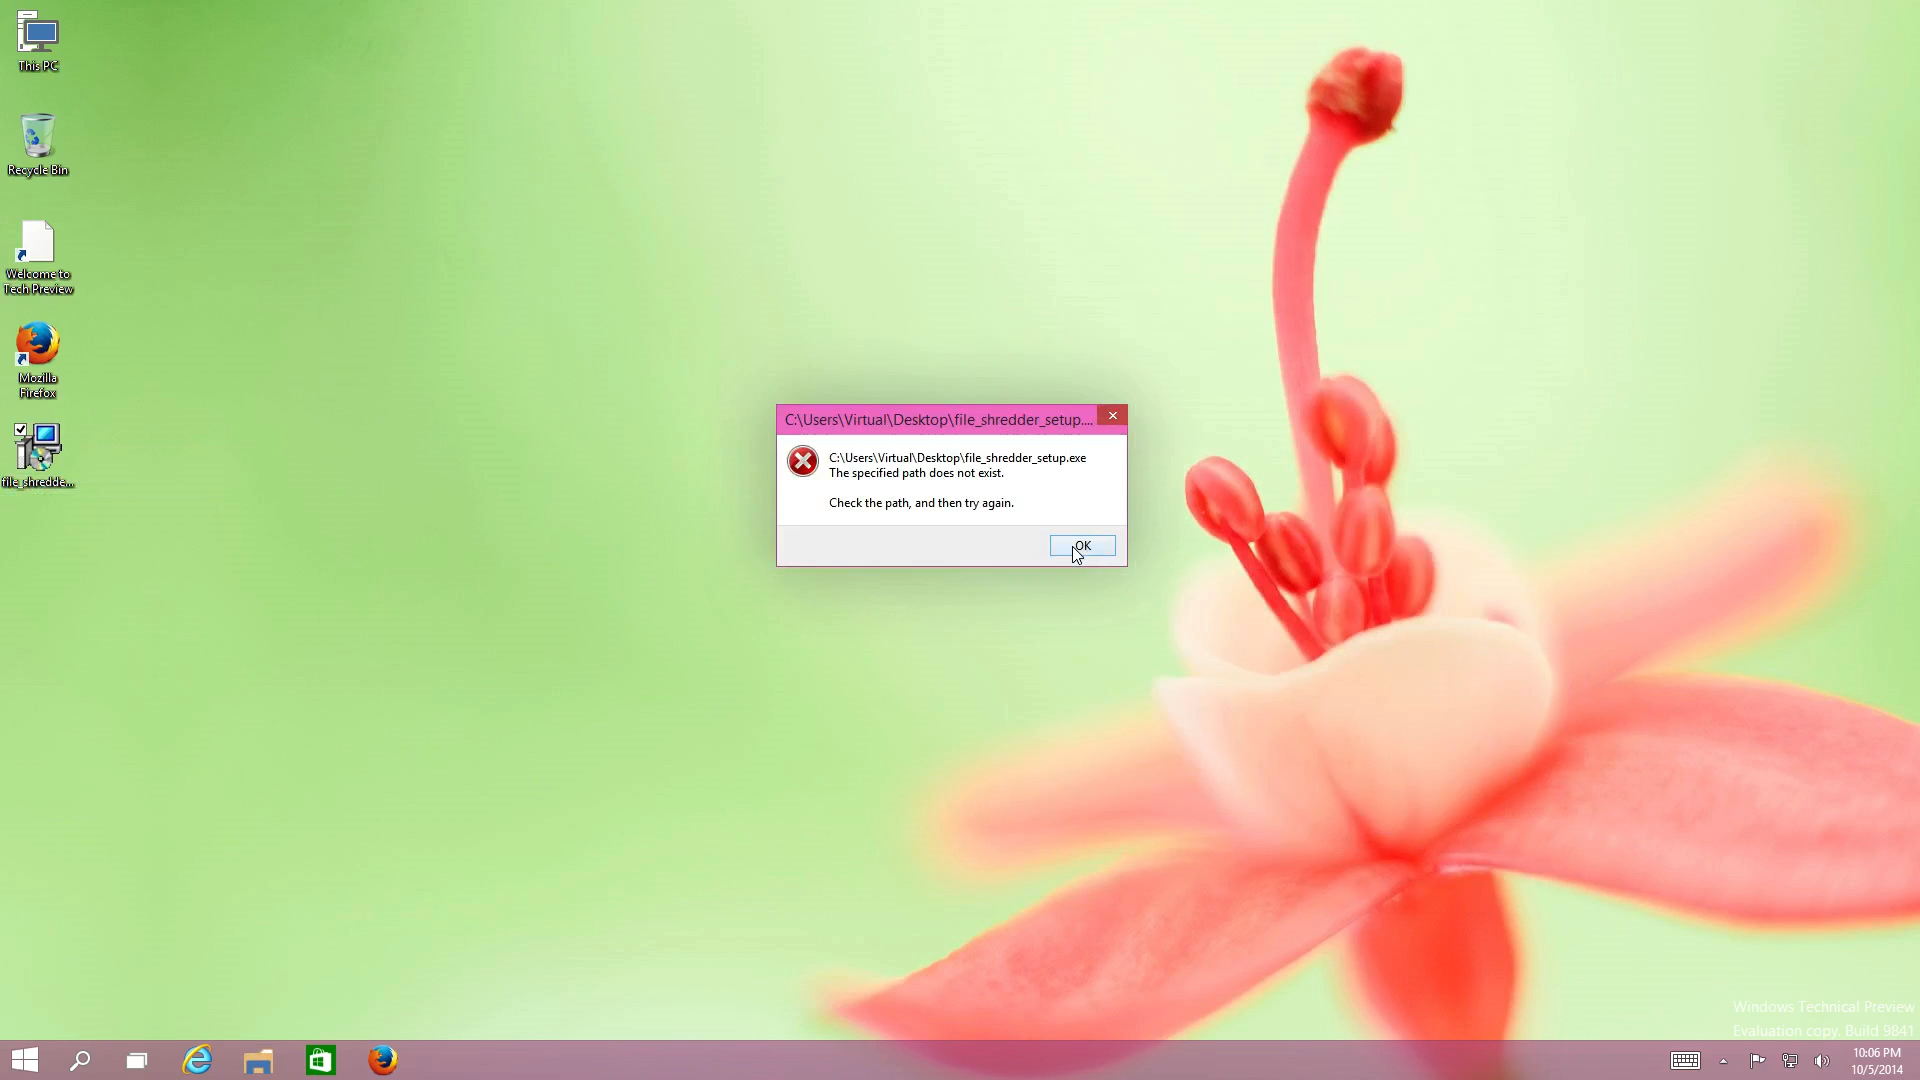 This PC
Recycle Bin
Welcome to
Tech Preview
Mozilla
Firefox
file_shredde...
C:\Users\Virtual\Desktop\file_shredder_setup....
C:\Users\Virtual\Desktop\file_shredder_setup.exe
The specified path does not exist.
Check the path, and then try again.
OK
Windows Technical Preview
Evaluation copy. Build 9841
10:06 PM
10/5/2014